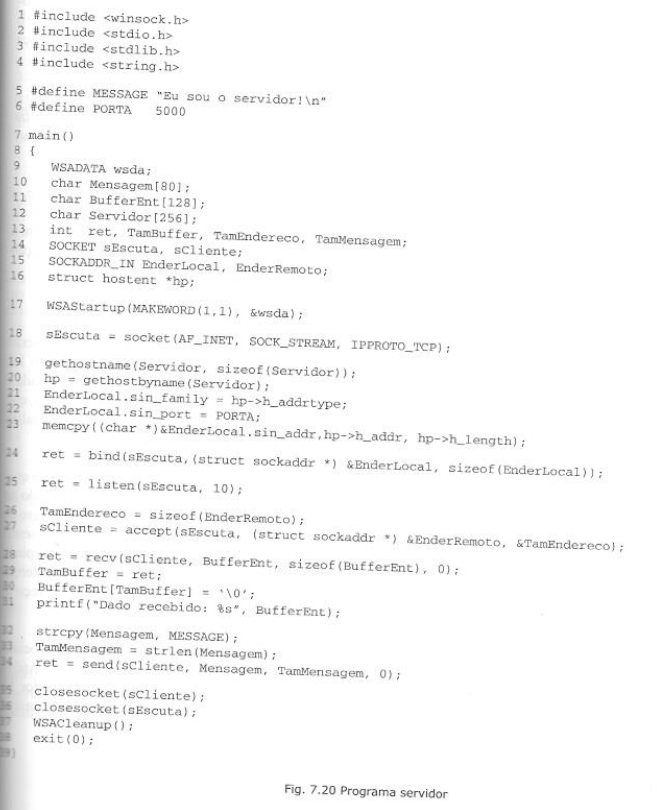 1 #include <winsock.h>
2 #include <stdio.h>
3 #include <stdlib.h>
4 #include <string.h>
5 #define MESSAGE "Eu sou o servidor!\n"
6 #define PORTA 5000
7 main()
8 {
9 WSADATA wsda;
10 char Mensagem[80];
11 char BufferEnt[128];
12 char Servidor[256];
13 int ret, TamBuffer, TamEndereco, TamMensagem;
14 SOCKET sEscuta, sCliente;
15 SOCKADDR_IN EnderLocal, EnderRemoto;
16 struct hostent *hp;
17 WSAStartup(MAKEWORD(1,1), &wsda);
18 sEscuta = socket(AF_INET, SOCK_STREAM, IPPROTO_TCP);
19 gethostname(Servidor, sizeof(Servidor));
20 hp = gethostbyname(Servidor);
21 EnderLocal.sin_family = hp->h_addrtype;
22 EnderLocal.sin_port = PORTA;
23 memcpy((char *)&EnderLocal.sin_addr,hp->h_addr, hp->h_length);
24 ret = bind(sEscuta,(struct sockaddr *) &EnderLocal, sizeof(EnderLocal));
25 ret = listen(sEscuta, 10);
26 TamEndereco = sizeof(EnderRemoto);
27 sCliente = accept(sEscuta, (struct sockaddr *) &EnderRemoto, &TamEndereco);
28 ret = recv(sCliente, BufferEnt, sizeof(BufferEnt), 0);
29 TamBuffer = ret;
30 BufferEnt[TamBuffer] = '\0';
31 printf("Dado recebido: %s", BufferEnt);
32 strcpy(Mensagem, MESSAGE);
33 TamMensagem = strlen(Mensagem);
34 ret = send(sCliente, Mensagem, TamMensagem, 0);
35 closesocket(sCliente);
36 closesocket(sEscuta);
37 WSACleanup();
38 exit(0);
39}
Fig. 7.20 Programa servidor